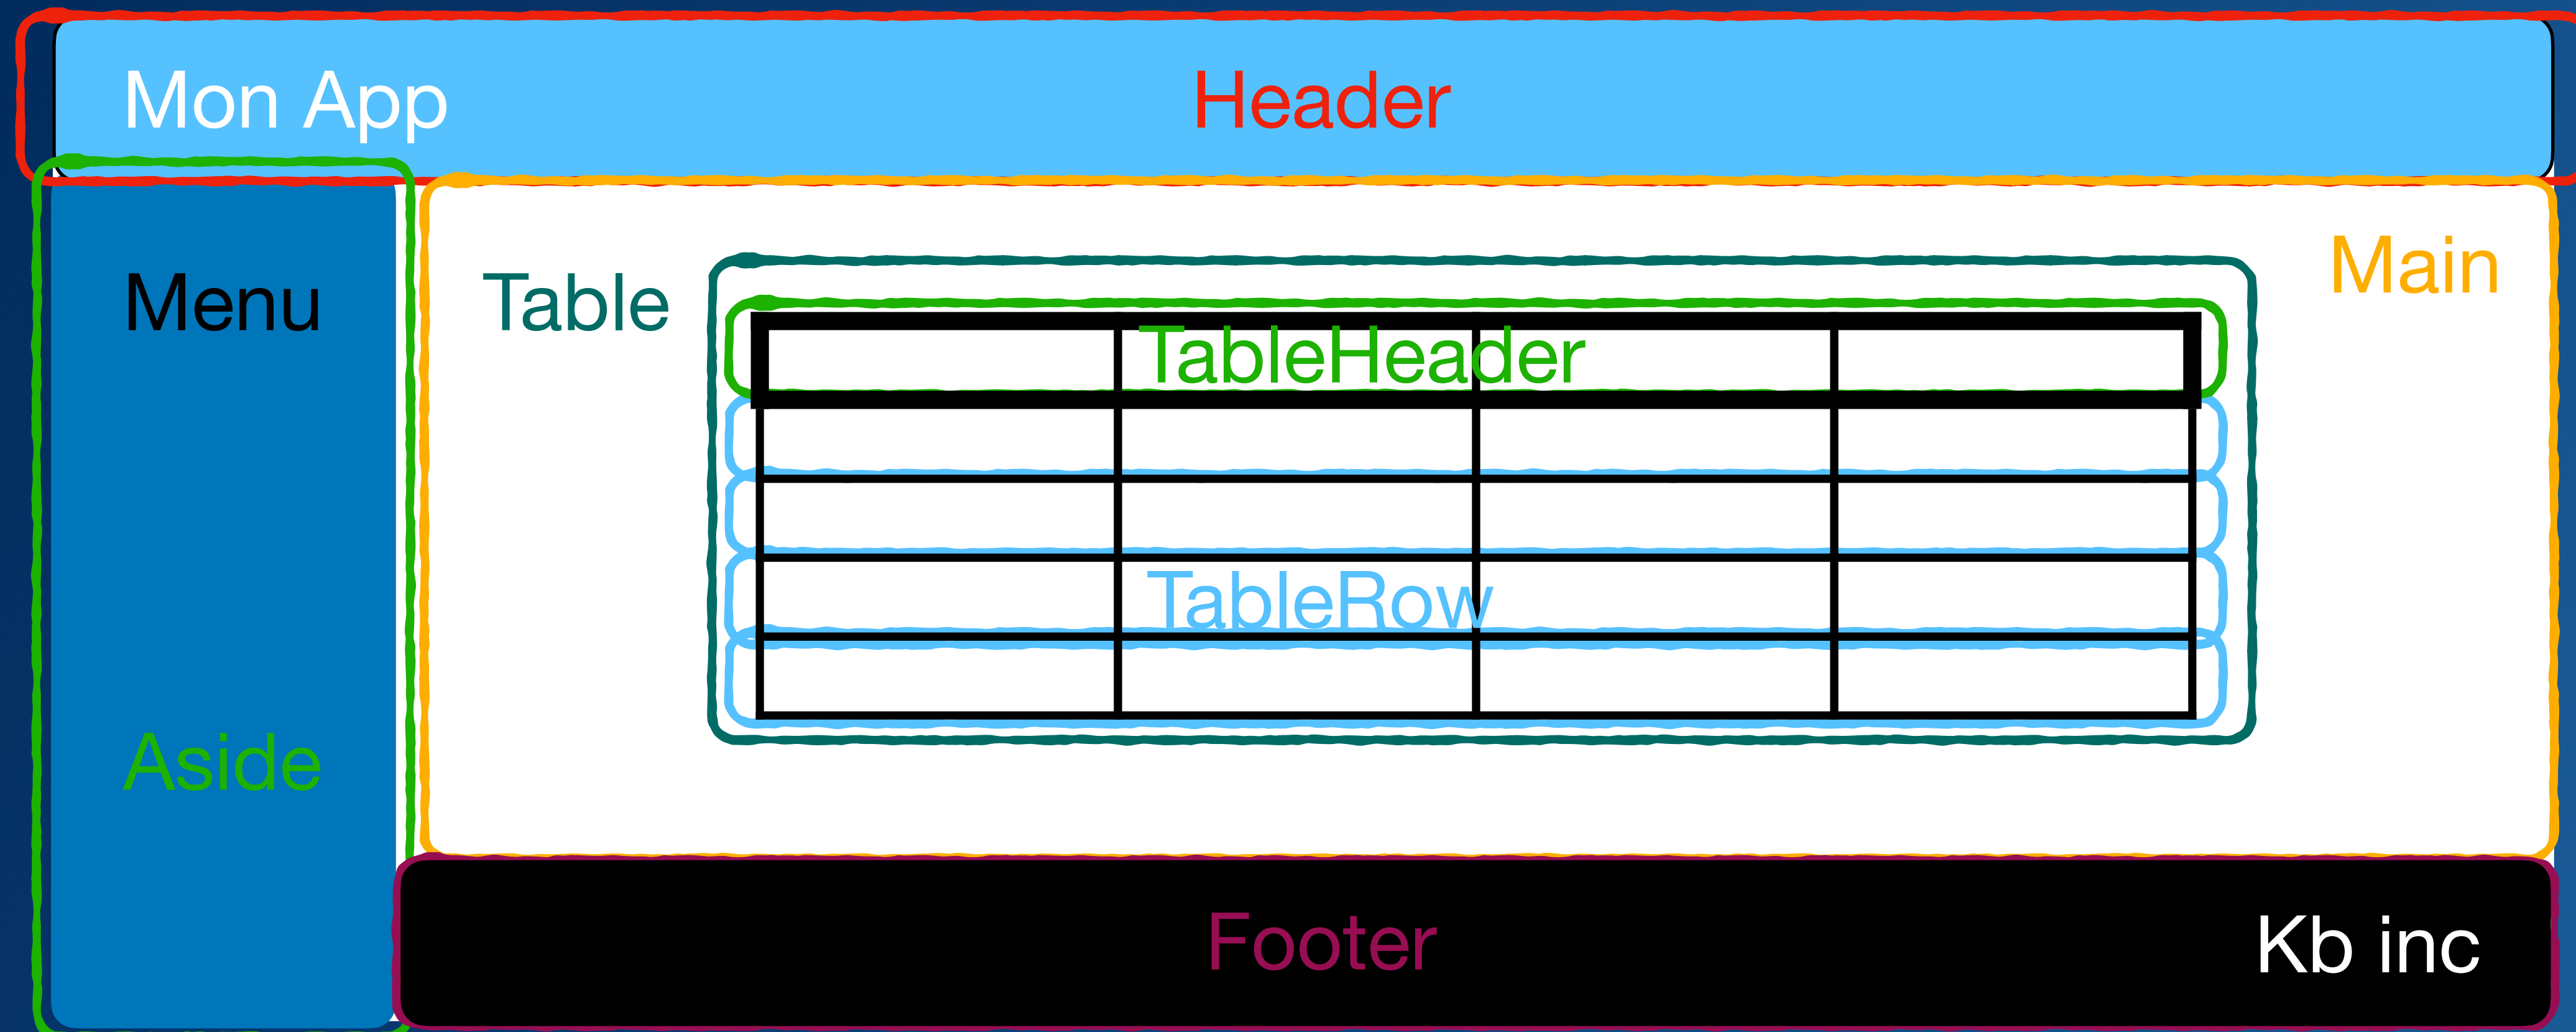 Mon App
Header
Menu
Table
Main
TableHeader
TableRow
Aside
Footer
Kb inc